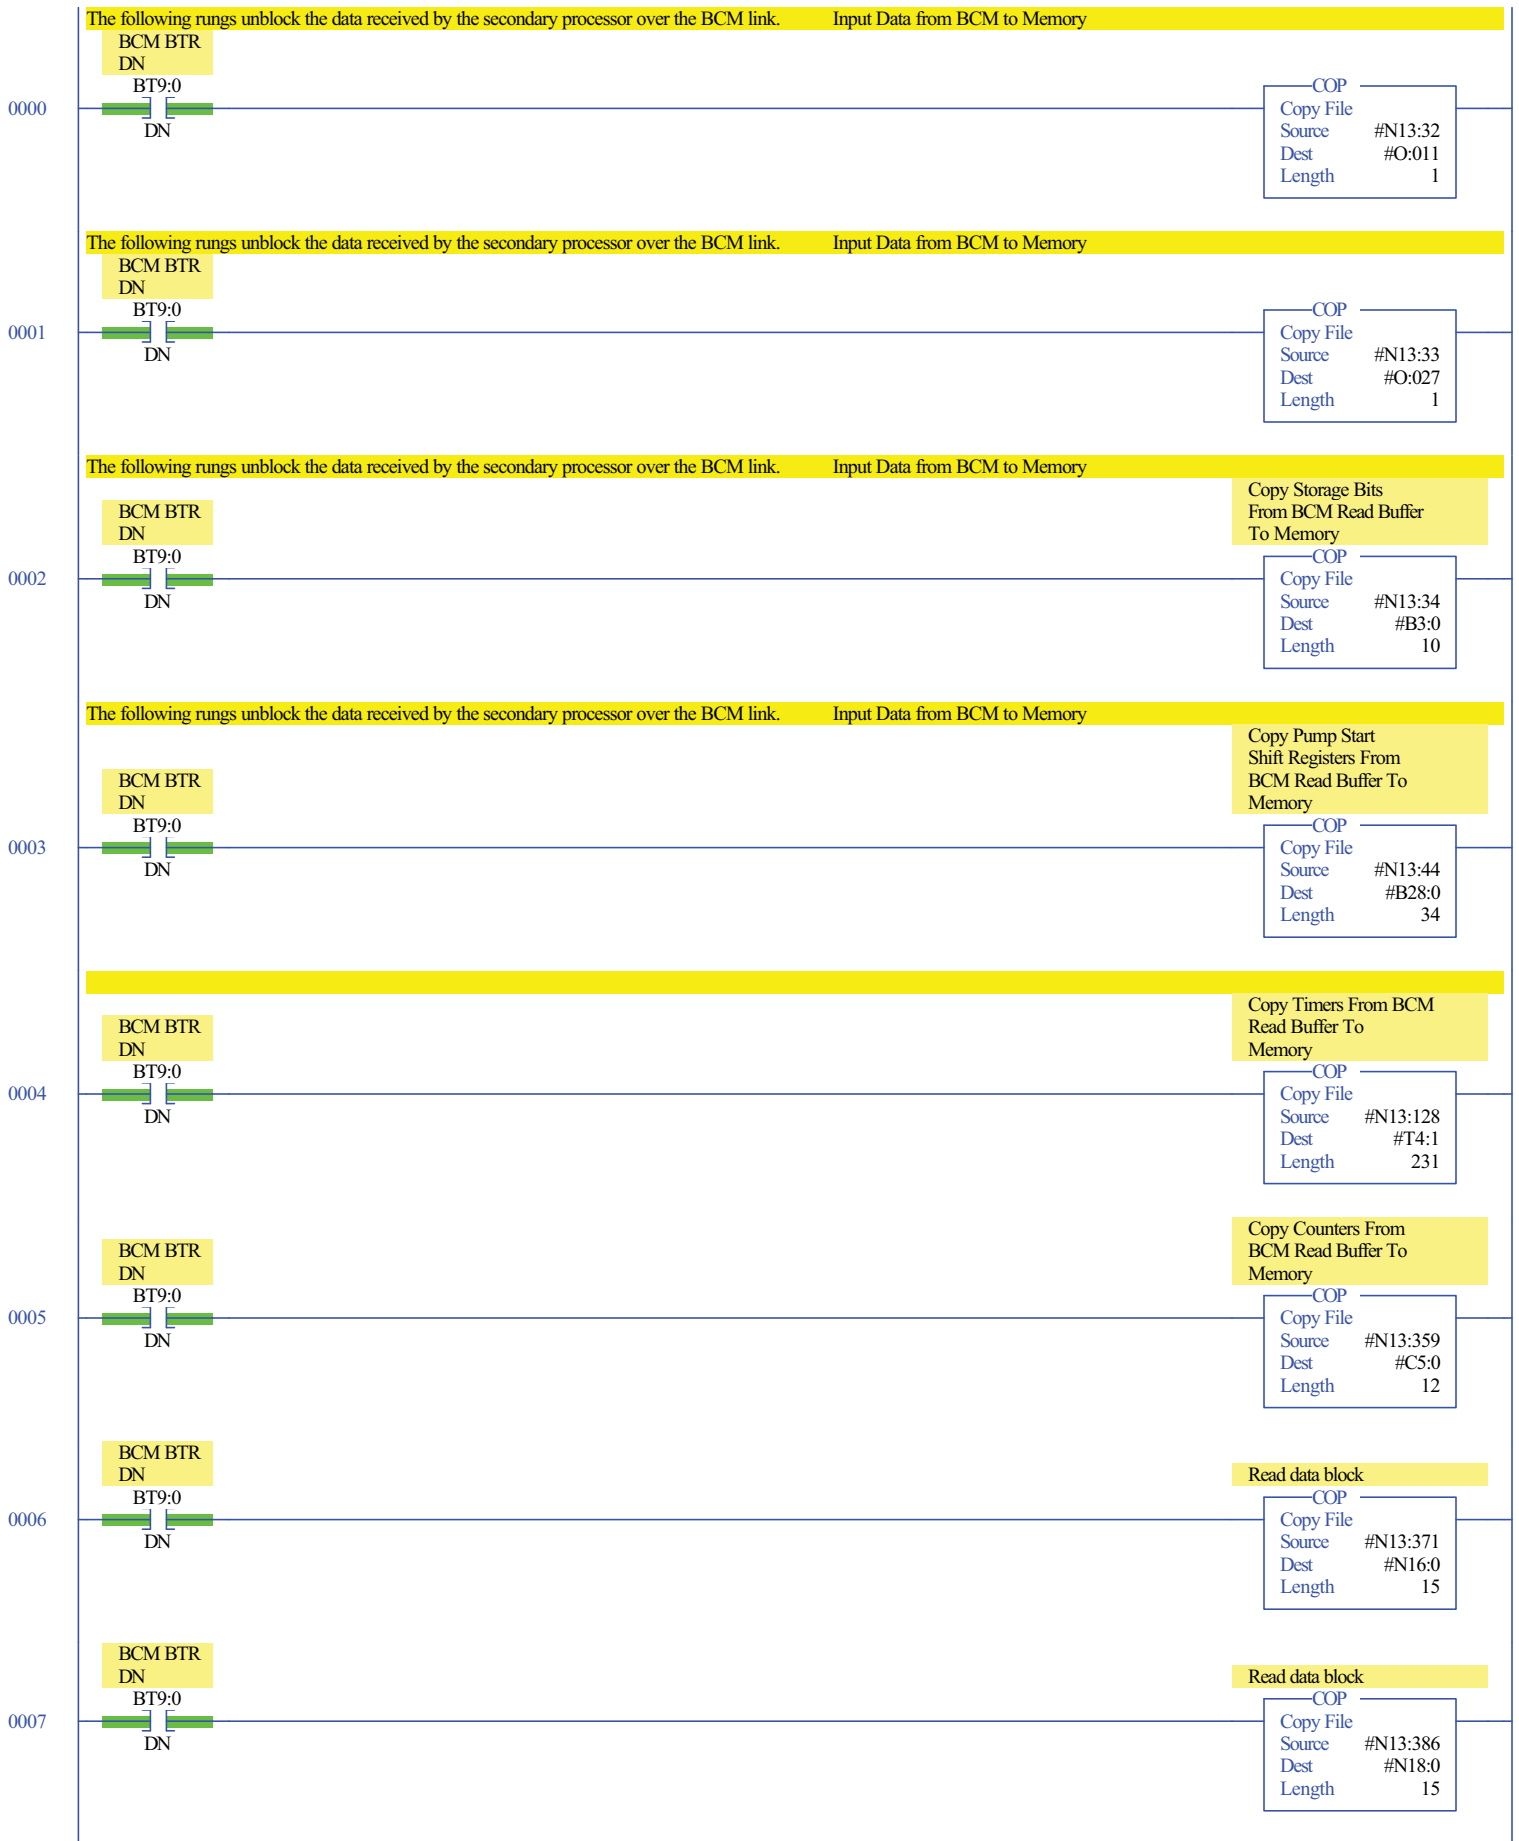 The following rungs unblock the data received by the secondary processor over the BCM link. Input Data from BCM to Memory
BCM BTR
DN
BT9:0
DN
0000
COP
Copy File
Source #N13:32
Dest #O:011
Length 1
The following rungs unblock the data received by the secondary processor over the BCM link. Input Data from BCM to Memory
BCM BTR
DN
BT9:0
DN
0001
COP
Copy File
Source #N13:33
Dest #O:027
Length 1
The following rungs unblock the data received by the secondary processor over the BCM link. Input Data from BCM to Memory
BCM BTR
DN
BT9:0
DN
0002
Copy Storage Bits
From BCM Read Buffer
To Memory
COP
Copy File
Source #N13:34
Dest #B3:0
Length 10
The following rungs unblock the data received by the secondary processor over the BCM link. Input Data from BCM to Memory
BCM BTR
DN
BT9:0
DN
0003
Copy Pump Start
Shift Registers From
BCM Read Buffer To
Memory
COP
Copy File
Source #N13:44
Dest #B28:0
Length 34
BCM BTR
DN
BT9:0
DN
0004
Copy Timers From BCM
Read Buffer To
Memory
COP
Copy File
Source #N13:128
Dest #T4:1
Length 231
BCM BTR
DN
BT9:0
DN
0005
Copy Counters From
BCM Read Buffer To
Memory
COP
Copy File
Source #N13:359
Dest #C5:0
Length 12
BCM BTR
DN
BT9:0
DN
0006
Read data block
COP
Copy File
Source #N13:371
Dest #N16:0
Length 15
BCM BTR
DN
BT9:0
DN
0007
Read data block
COP
Copy File
Source #N13:386
Dest #N18:0
Length 15